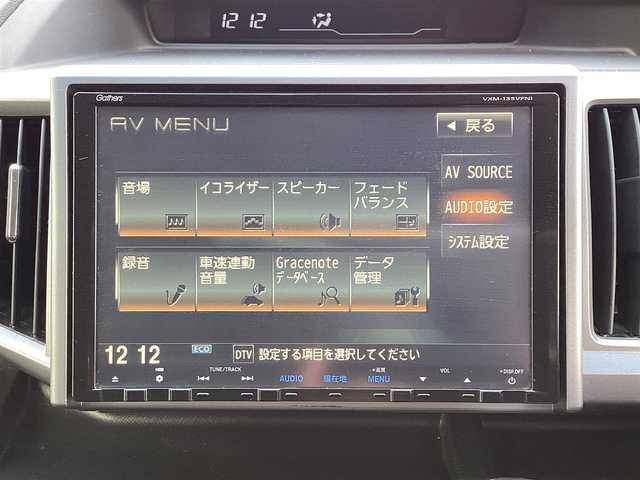 12 12
Gathers
VXM-135VFNi
AV MENU
◀ 戻る
音場
イコライザー
スピーカー
フェード
バランス
AV SOURCE
AUDIO設定
システム設定
録音
車速連動
音量
Gracenote
データベース
データ
管理
12 12
ECO
DTV 設定する項目を選択してください
TUNE/TRACK
AUDIO
現在地
MENU
VOL
DISP.OFF